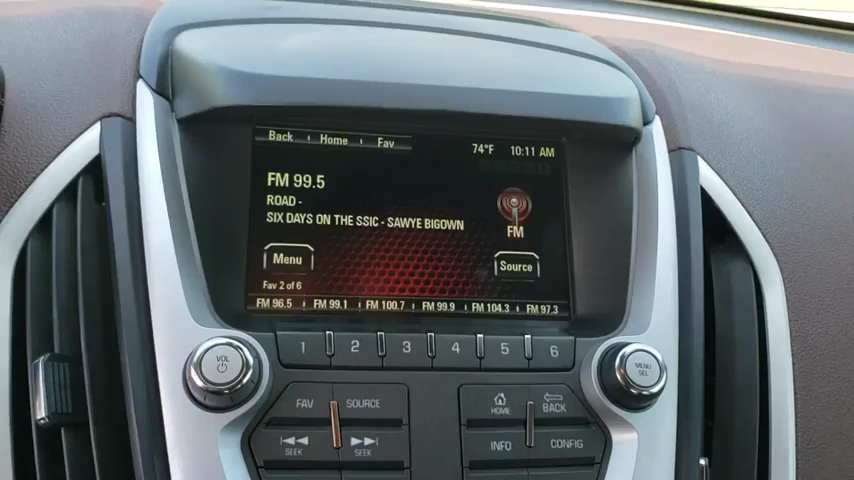 Back Home Fav 74°F 10:11 AM
FM 99.5
ROAD -
SIX DAYS ON THE SSIC - SAWYE BIGOWN
FM
Menu
Source
Fav 2 of 6
FM 96.5 FM 99.1 FM 100.7 FM 99.9 FM 104.3 FM 97.3
1 2 3 4 5 6
VOL
MENU
SEL
FAV SOURCE
HOME BACK
SEEK SEEK
INFO CONFIG